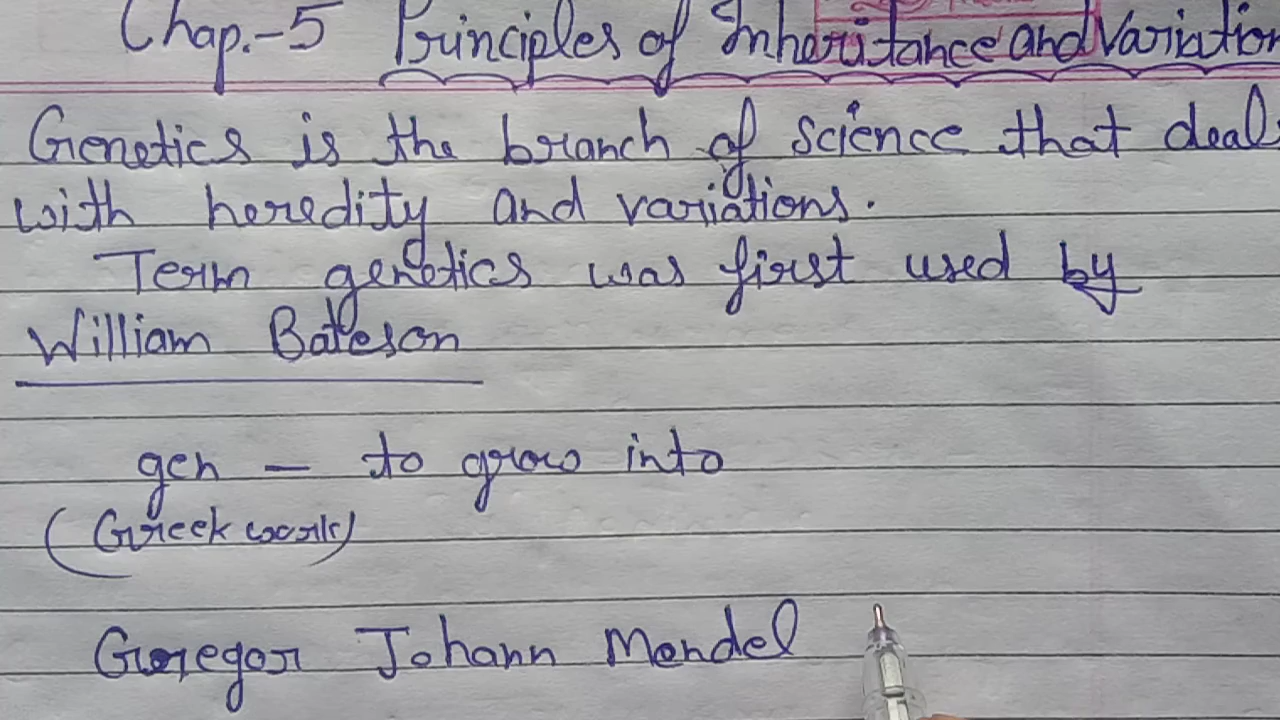 Chap.-5 Principles of Inheritance and Variation
Genetics is the branch of science that deals
with heredity and variations.
Term genetics was first used by
William Bateson
gen — to grow into
(Greek work)
Gregor Johann Mendel